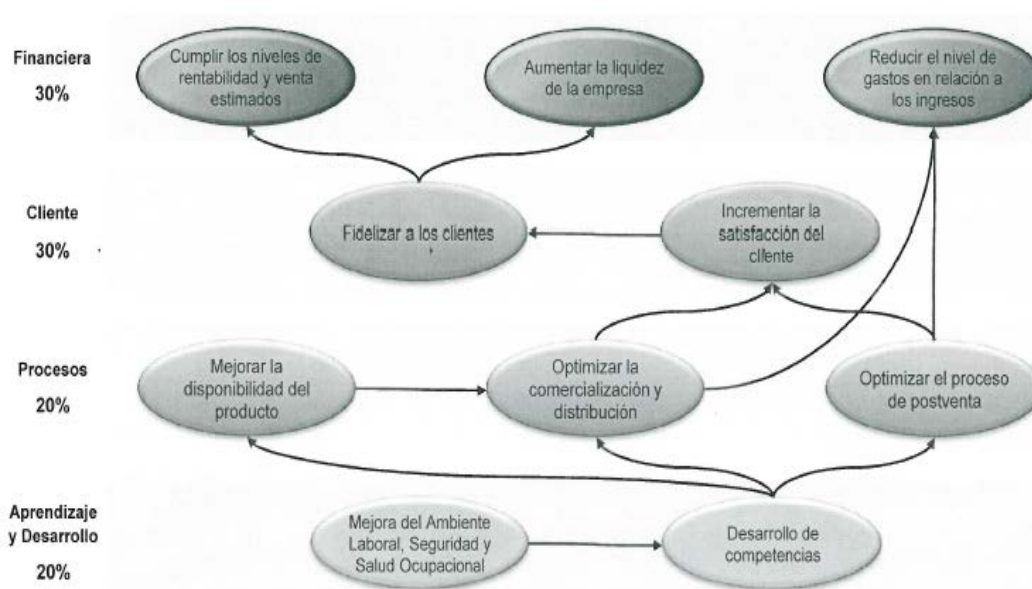 Financiera
30%
Cumplir los niveles de
rentabilidad y venta
estimados
Aumentar la liquidez
de la empresa
Reducir el nivel de
gastos en relación a
los ingresos
Cliente
30%
Fidelizar a los clientes
Incrementar la
satisfacción del
cliente
Procesos
20%
Mejorar la
disponibilidad del
producto
Optimizar la
comercialización y
distribución
Optimizar el proceso
de postventa
Aprendizaje
y Desarrollo
20%
Mejora del Ambiente
Laboral, Seguridad y
Salud Ocupacional
Desarrollo de
competencias